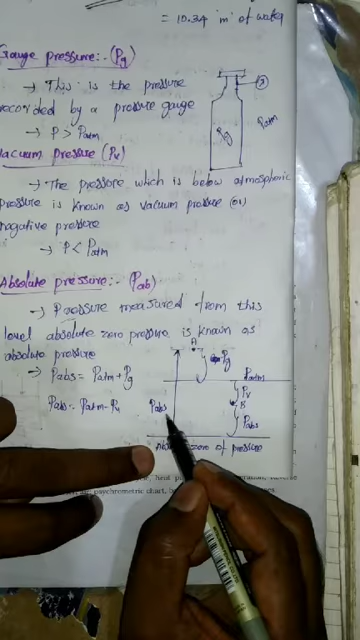 = 10.34 m of water
Gauge pressure:- (Pg)
→ This is the pressure
recorded by a pressure gauge
→ P > Patm
Pg
Patm
Vacuum Pressure (Pv)
→ The pressure which is below atmospheric
pressure is known as vacuum pressure (or)
negative pressure
→ P < Patm
Absolute pressure:- (Pab)
→ Pressure measured from this
level absolute zero pressure is known as
absolute pressure
→ Pabs = Patm + Pg
Pabs = Patm - Pv
A
Pg
Patm
Pv
B
Pabs
Pabs
zero of pressure
psychrometric chart,